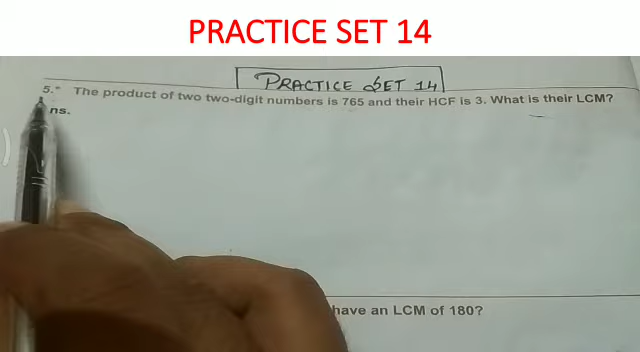 PRACTICE SET 14
PRACTICE SET 14
5.* The product of two two-digit numbers is 765 and their HCF is 3. What is their LCM?
ns.
have an LCM of 180?